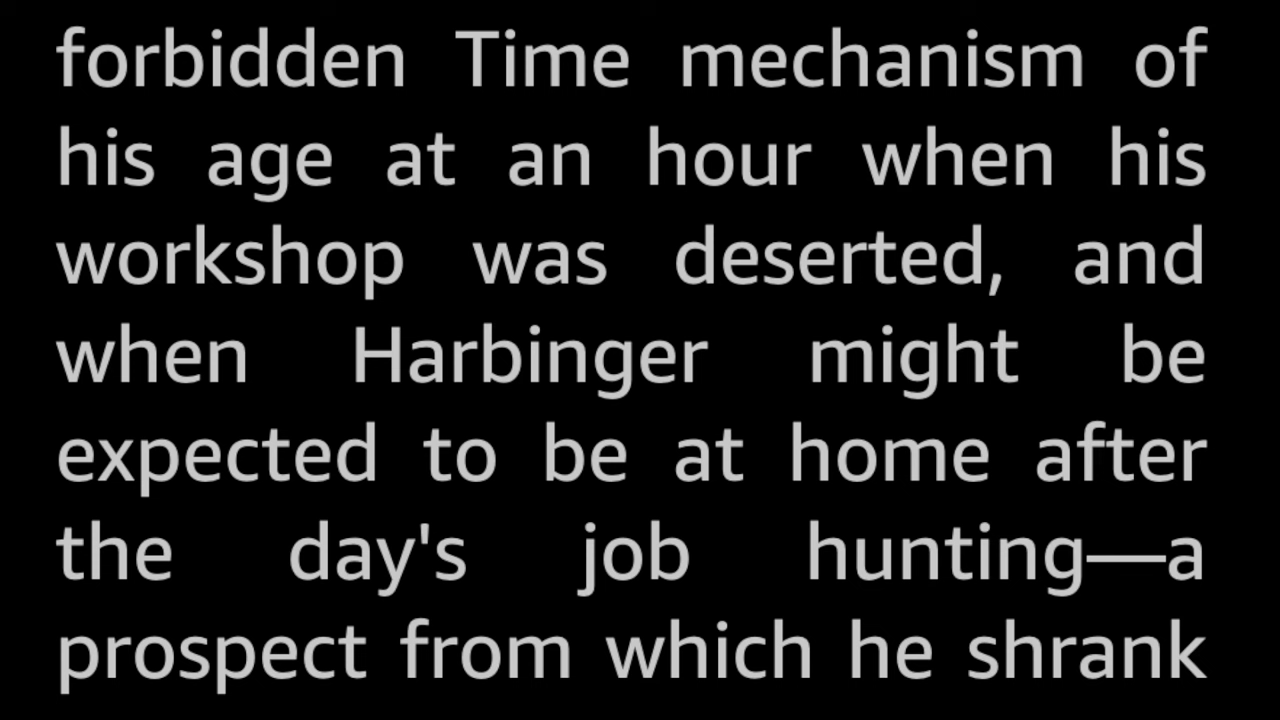 forbidden Time mechanism of
his age at an hour when his
workshop was deserted, and
when Harbinger might be
expected to be at home after
the day's job hunting—a
prospect from which he shrank